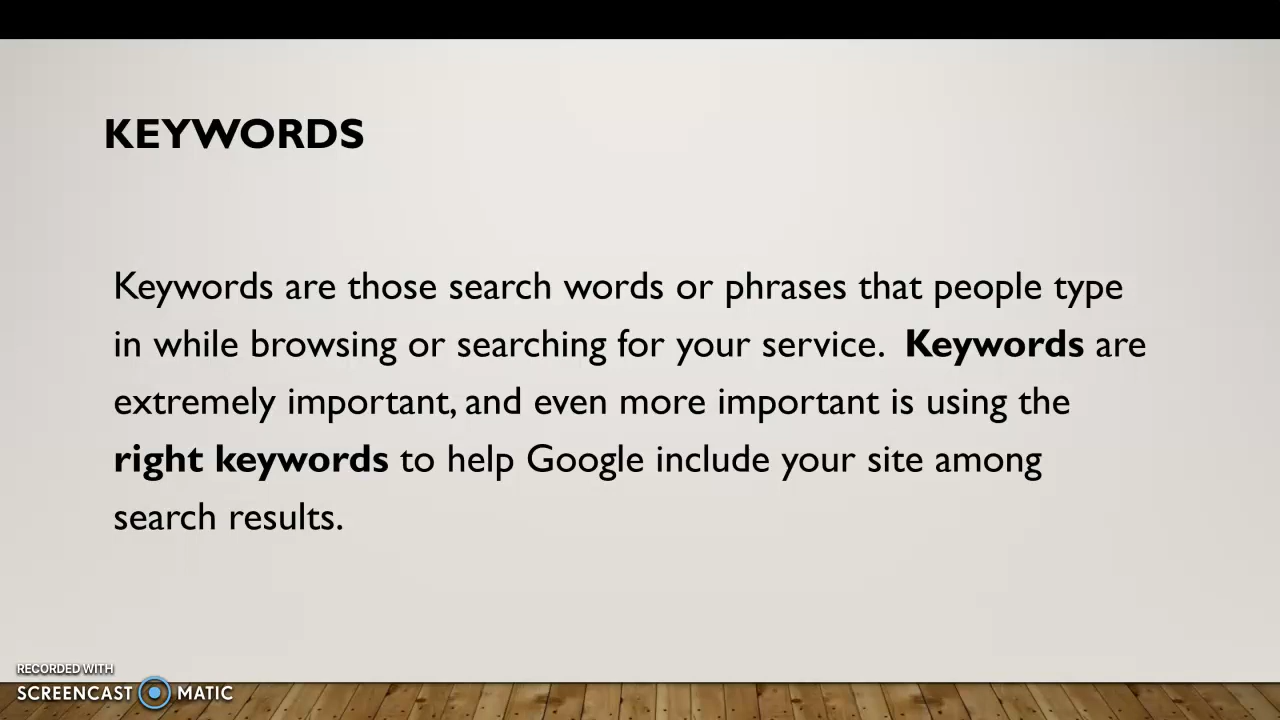 KEYWORDS
Keywords are those search words or phrases that people type
in while browsing or searching for your service.  Keywords are
extremely important, and even more important is using the
right keywords to help Google include your site among
search results.
RECORDED WITH
SCREENCAST MATIC